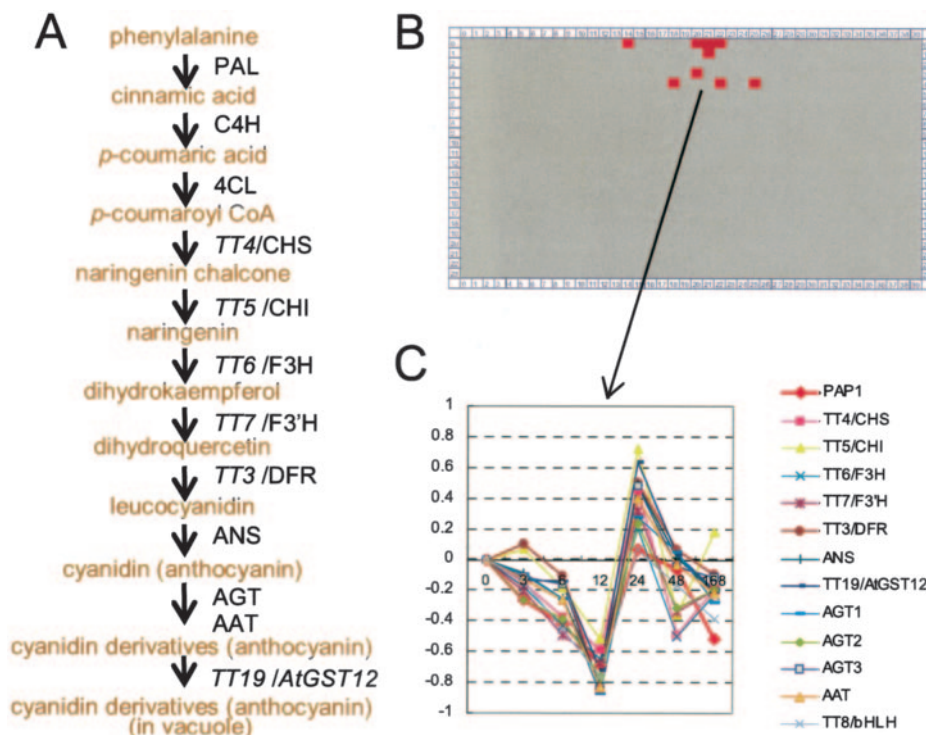 A
phenylalanine
PAL
cinnamic acid
C4H
p-coumaric acid
4CL
p-coumaroyl CoA
TT4/CHS
naringenin chalcone
TT5 /CHI
naringenin
TT6 /F3H
dihydrokaempferol
TT7 /F3'H
dihydroquercetin
TT3 /DFR
leucocyanidin
ANS
cyanidin (anthocyanin)
AGT
AAT
cyanidin derivatives (anthocyanin)
TT19 /AtGST12
cyanidin derivatives (anthocyanin)
(in vacuole)
B
C
1
0.8
0.6
0.4
0.2
0
-0.2
-0.4
-0.6
-0.8
-1
0 3 6 12 24 48 168
PAP1
TT4/CHS
TT5/CHI
TT6/F3H
TT7/F3'H
TT3/DFR
ANS
TT19/AtGST12
AGT1
AGT2
AGT3
AAT
TT8/bHLH